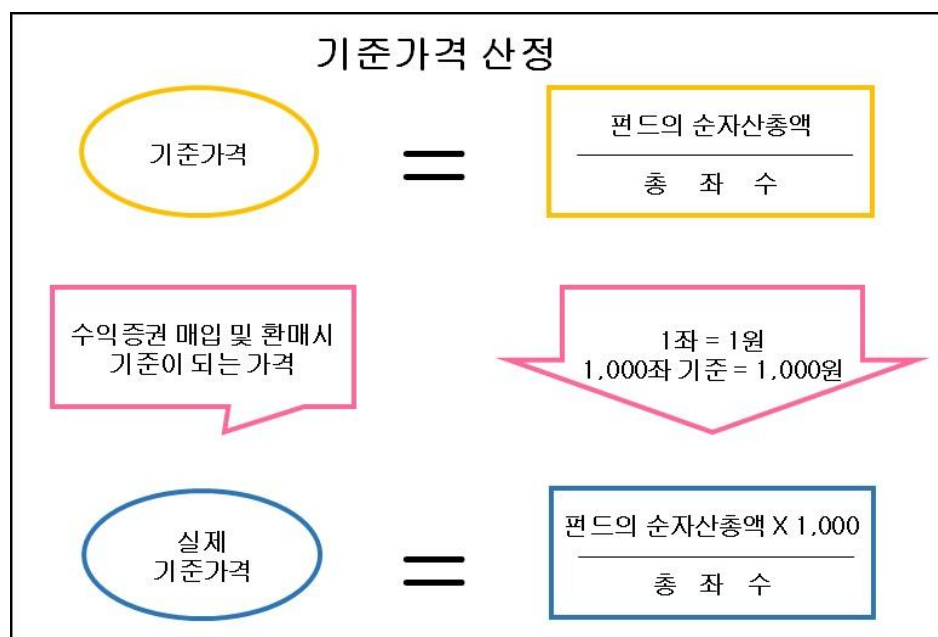 기준가격 산정
기준가격
=
펀드의 순자산총액
총 좌 수
수익증권 매입 및 환매시
기준이 되는 가격
1좌 = 1원
1,000좌 기준 = 1,000원
실제
기준가격
=
펀드의 순자산총액 X 1,000
총 좌 수